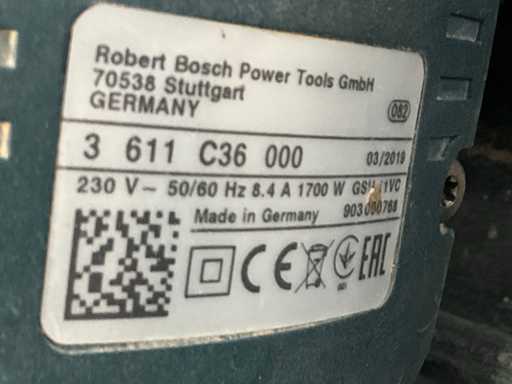 Robert Bosch Power Tools GmbH
70538 Stuttgart
GERMANY
082
3 611 C36 000 03/2019
230 V~ 50/60 Hz 8.4 A 1700 W
Made in Germany
CE EAC